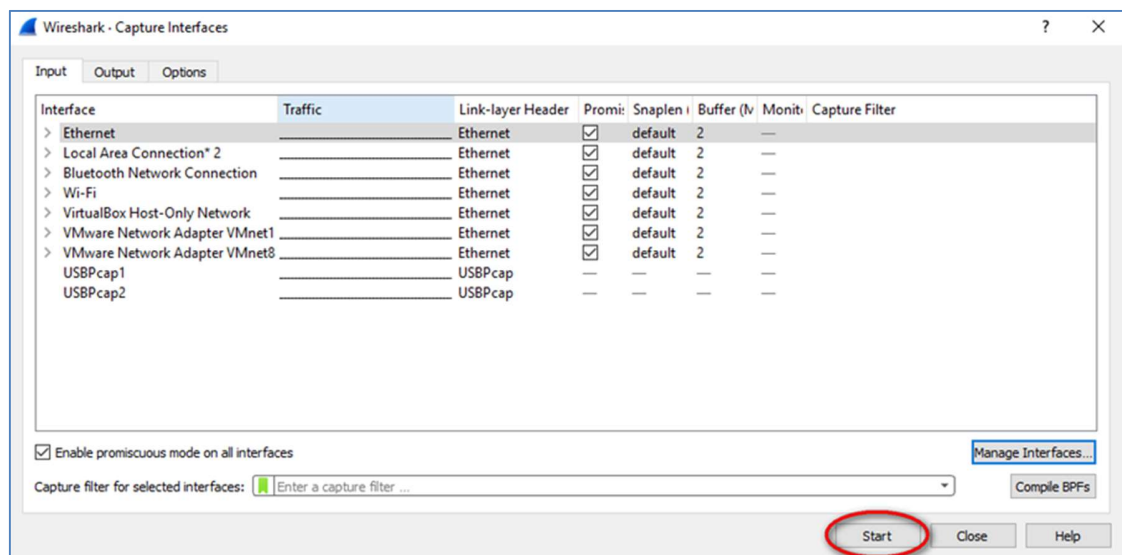 Wireshark · Capture Interfaces ? X
Input Output Options
Interface Traffic Link-layer Header Promis Snaplen ( Buffer (M Monito Capture Filter
> Ethernet Ethernet default 2 —
> Local Area Connection* 2 Ethernet default 2 —
> Bluetooth Network Connection Ethernet default 2 —
> Wi-Fi Ethernet default 2 —
> VirtualBox Host-Only Network Ethernet default 2 —
> VMware Network Adapter VMnet1 Ethernet default 2 —
> VMware Network Adapter VMnet8 Ethernet default 2 —
USBPcap1 USBPcap — — — —
USBPcap2 USBPcap — — — —
Enable promiscuous mode on all interfaces Manage Interfaces...
Capture filter for selected interfaces: Enter a capture filter ... Compile BPFs
Start Close Help